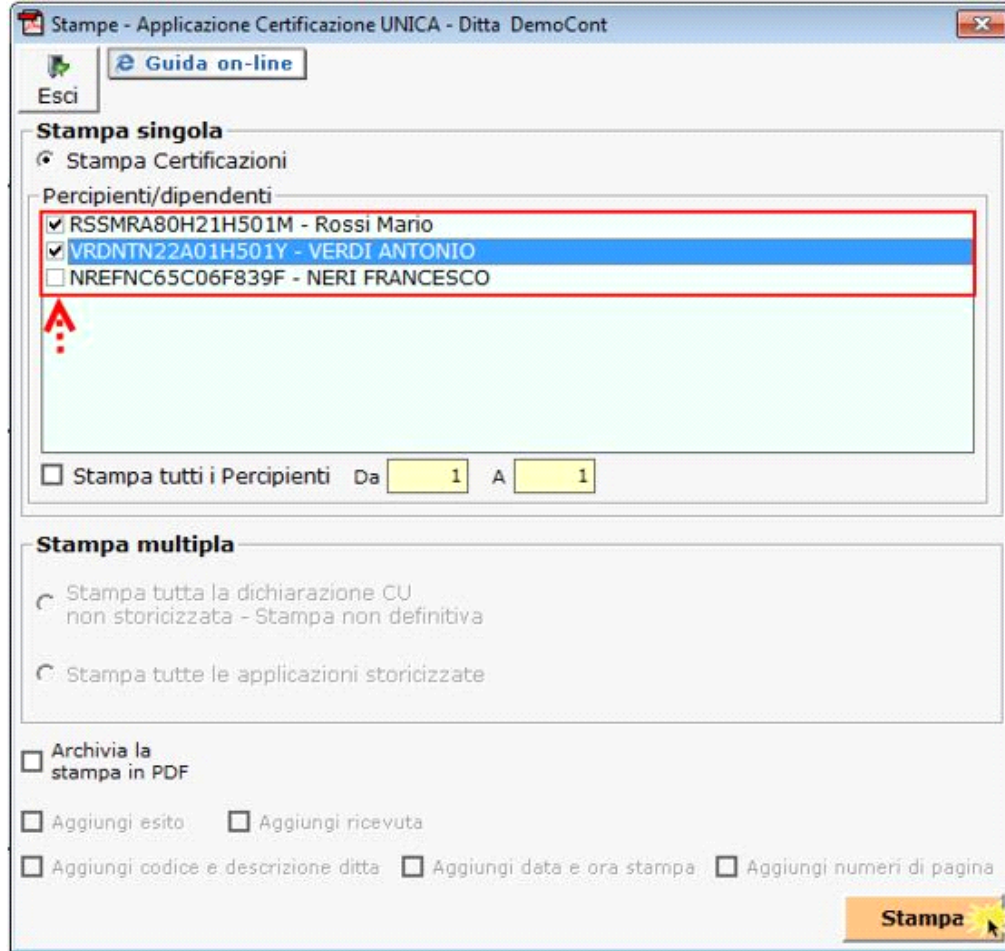 Stampe - Applicazione Certificazione UNICA - Ditta DemoCont
Guida on-line
Esci
Stampa singola
Stampa Certificazioni
Percipienti/dipendenti
RSSMRA80H21H501M - Rossi Mario
VRDNTN22A01H501Y - VERDI ANTONIO
NREFNC65C06F839F - NERI FRANCESCO
Stampa tutti i Percipienti Da 1 A 1
Stampa multipla
Stampa tutta la dichiarazione CU
non storicizzata - Stampa non definitiva
Stampa tutte le applicazioni storicizzate
Archivia la
stampa in PDF
Aggiungi esito Aggiungi ricevuta
Aggiungi codice e descrizione ditta Aggiungi data e ora stampa Aggiungi numeri di pagina
Stampa